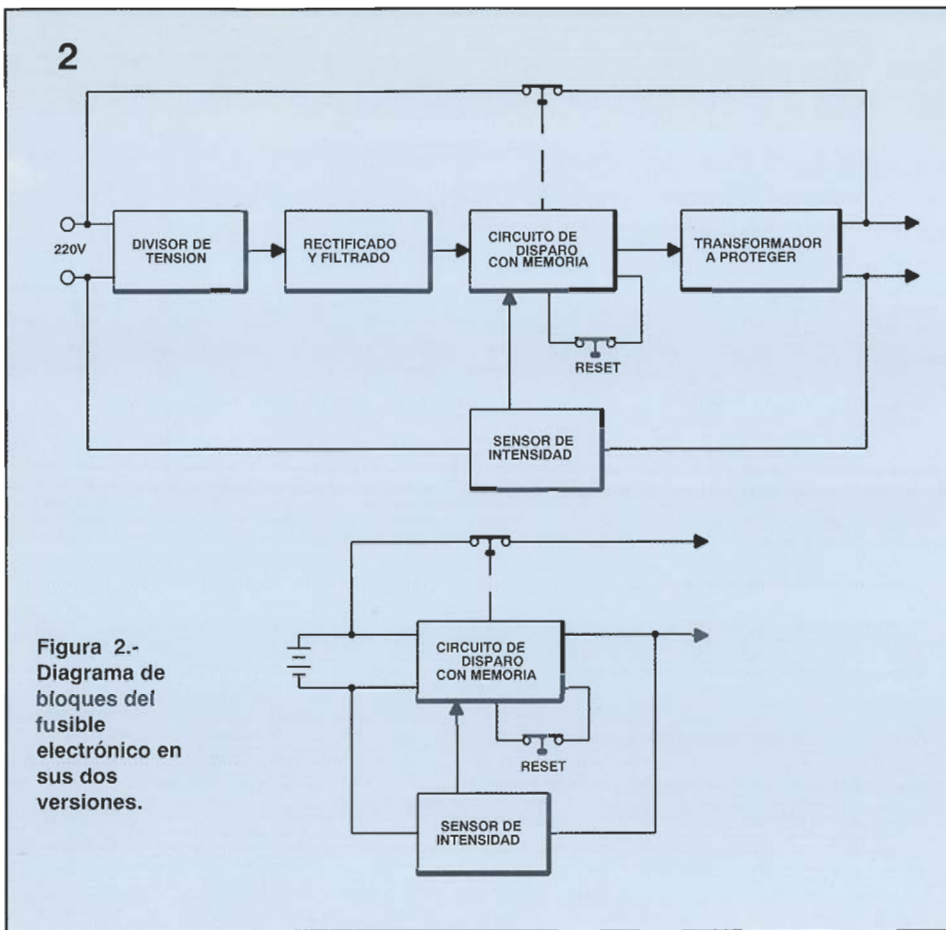 2
220V
DIVISOR DE
TENSION
RECTIFICADO
Y FILTRADO
CIRCUITO DE
DISPARO
CON MEMORIA
TRANSFORMADOR
A PROTEGER
RESET
SENSOR DE
INTENSIDAD
CIRCUITO DE
DISPARO
CON MEMORIA
RESET
SENSOR DE
INTENSIDAD
Figura 2.-
Diagrama de
bloques del
fusible
electrónico en
sus dos
versiones.